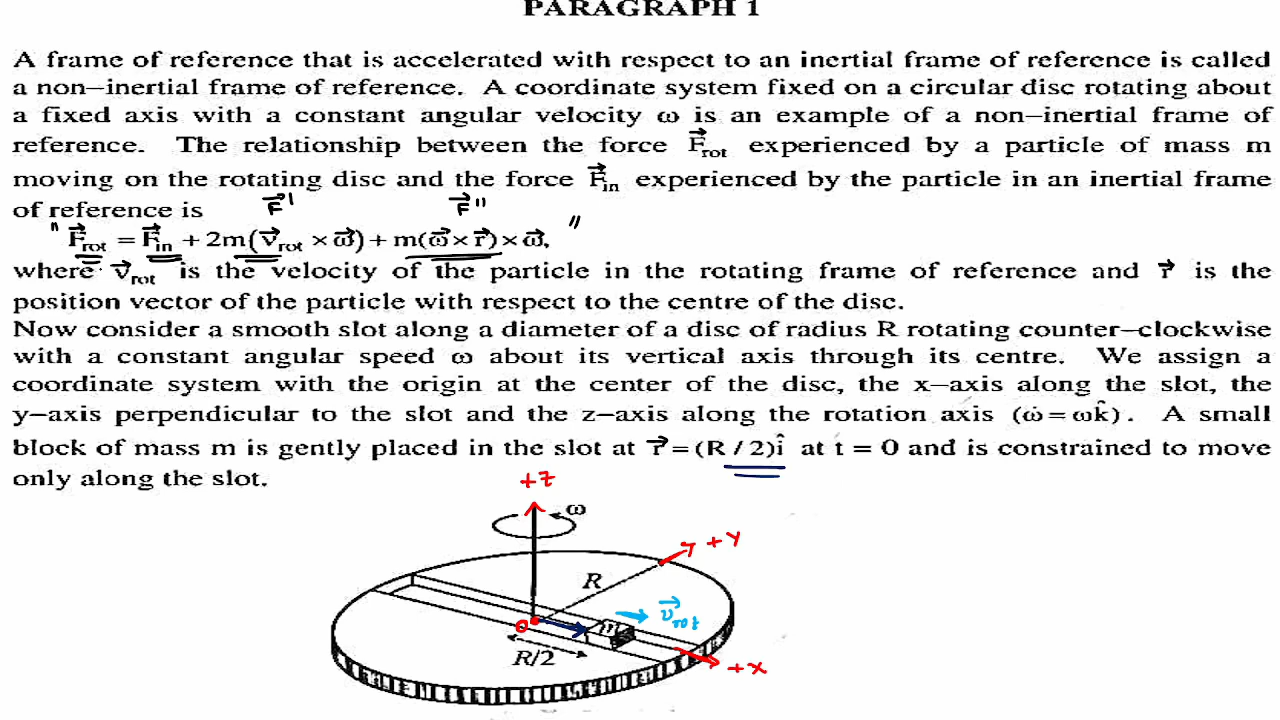 PARAGRAPH 1
A frame of reference that is accelerated with respect to an inertial frame of reference is called
a non–inertial frame of reference. A coordinate system fixed on a circular disc rotating about
a fixed axis with a constant angular velocity ω is an example of a non–inertial frame of
reference. The relationship between the force F⃗rot experienced by a particle of mass m
moving on the rotating disc and the force F⃗in experienced by the particle in an inertial frame
of reference is F⃗' F⃗''
" F⃗rot = F⃗in + 2m(v⃗rot × ω⃗) + m(ω⃗ × r⃗) × ω⃗, "
where v⃗rot is the velocity of the particle in the rotating frame of reference and r⃗ is the
position vector of the particle with respect to the centre of the disc.
Now consider a smooth slot along a diameter of a disc of radius R rotating counter–clockwise
with a constant angular speed ω about its vertical axis through its centre. We assign a
coordinate system with the origin at the center of the disc, the x–axis along the slot, the
y–axis perpendicular to the slot and the z–axis along the rotation axis (ω⃗ = ωk̂). A small
block of mass m is gently placed in the slot at r⃗ = (R / 2)î at t = 0 and is constrained to move
only along the slot.
+Z
ω
+Y
R
v⃗rot
m
O
R/2
+X